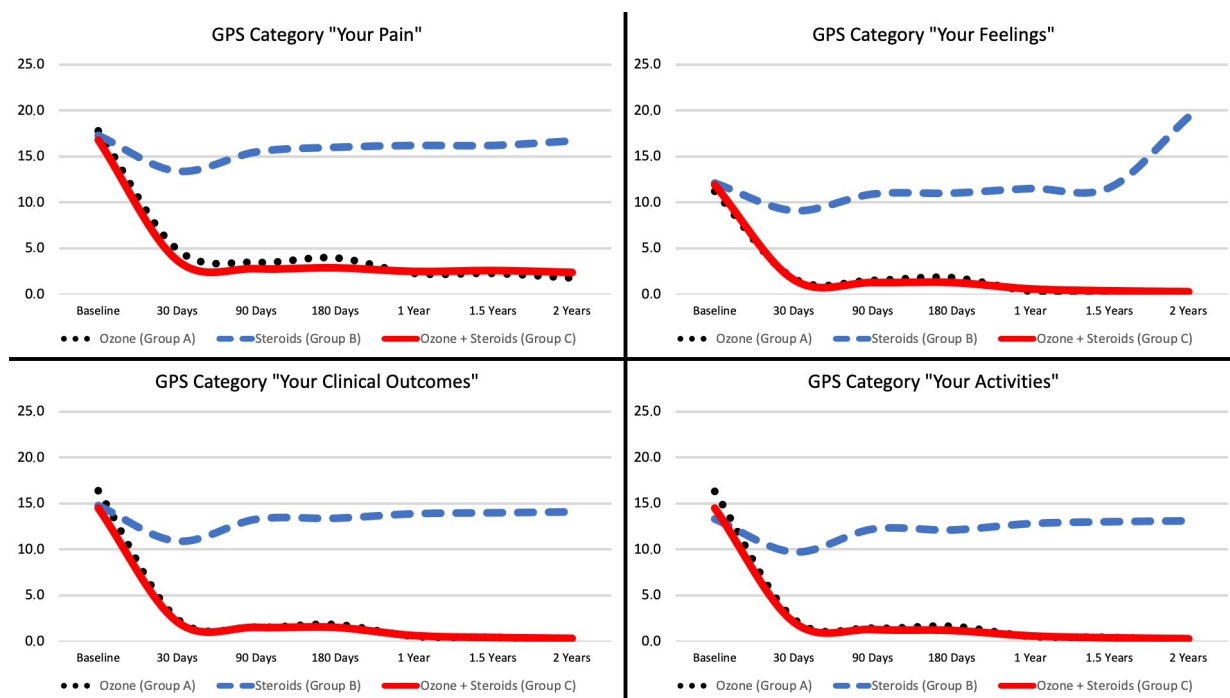 GPS Category "Your Pain"
25.0
20.0
15.0
10.0
5.0
0.0
Baseline 30 Days 90 Days 180 Days 1 Year 1.5 Years 2 Years
Ozone (Group A) Steroids (Group B) Ozone + Steroids (Group C)
GPS Category "Your Feelings"
25.0
20.0
15.0
10.0
5.0
0.0
Baseline 30 Days 90 Days 180 Days 1 Year 1.5 Years 2 Years
Ozone (Group A) Steroids (Group B) Ozone + Steroids (Group C)
GPS Category "Your Clinical Outcomes"
25.0
20.0
15.0
10.0
5.0
0.0
Baseline 30 Days 90 Days 180 Days 1 Year 1.5 Years 2 Years
Ozone (Group A) Steroids (Group B) Ozone + Steroids (Group C)
GPS Category "Your Activities"
25.0
20.0
15.0
10.0
5.0
0.0
Baseline 30 Days 90 Days 180 Days 1 Year 1.5 Years 2 Years
Ozone (Group A) Steroids (Group B) Ozone + Steroids (Group C)